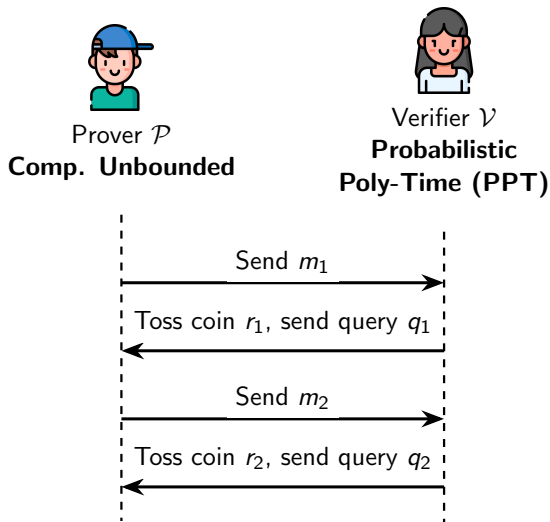 Prover 𝒫
Comp. Unbounded
Verifier 𝒱
Probabilistic
Poly-Time (PPT)
Send m₁
Toss coin r₁, send query q₁
Send m₂
Toss coin r₂, send query q₂